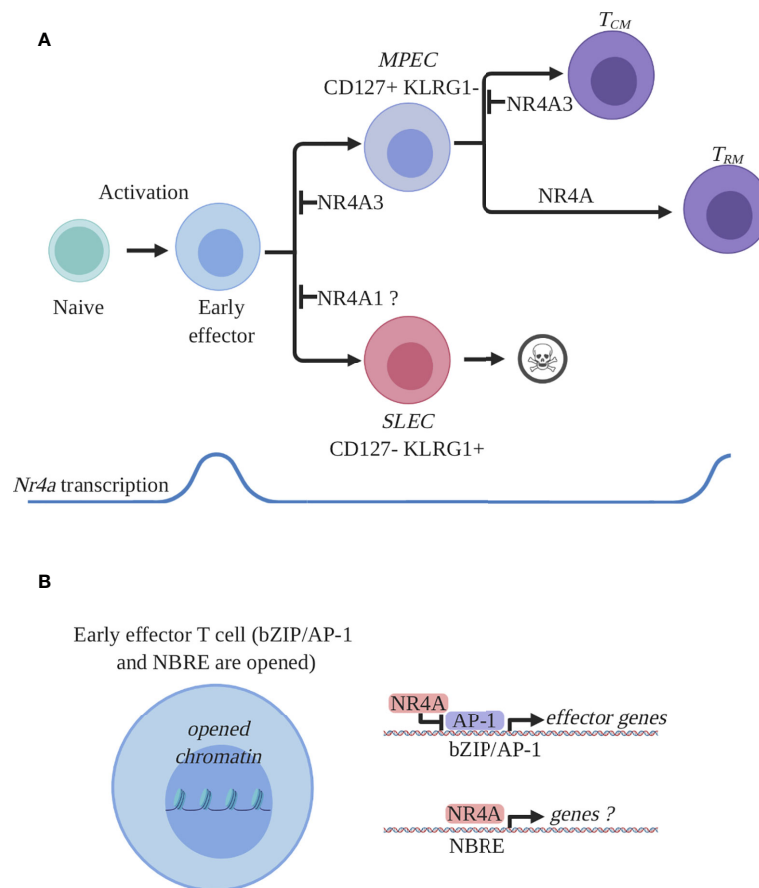 A
T_CM
MPEC
CD127+ KLRG1-
NR4A3
T_RM
Activation
NR4A
NR4A3
NR4A1 ?
Naive
Early
effector
SLEC
CD127- KLRG1+
Nr4a transcription
B
Early effector T cell (bZIP/AP-1
and NBRE are opened)
opened
chromatin
NR4A
AP-1
effector genes
bZIP/AP-1
NR4A
genes ?
NBRE